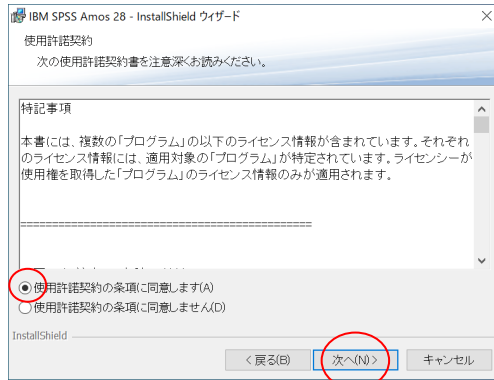 IBM SPSS Amos 28 - InstallShield ウィザード
使用許諾契約
次の使用許諾契約書を注意深くお読みください。
特記事項
本書には、複数の「プログラム」の以下のライセンス情報が含まれています。それぞれ
のライセンス情報には、適用対象の「プログラム」が特定されています。ライセンシーが
使用権を取得した「プログラム」のライセンス情報のみが適用されます。
=============================================
使用許諾契約の条項に同意します(A)
使用許諾契約の条項に同意しません(D)
InstallShield
< 戻る(B) 次へ(N) > キャンセル